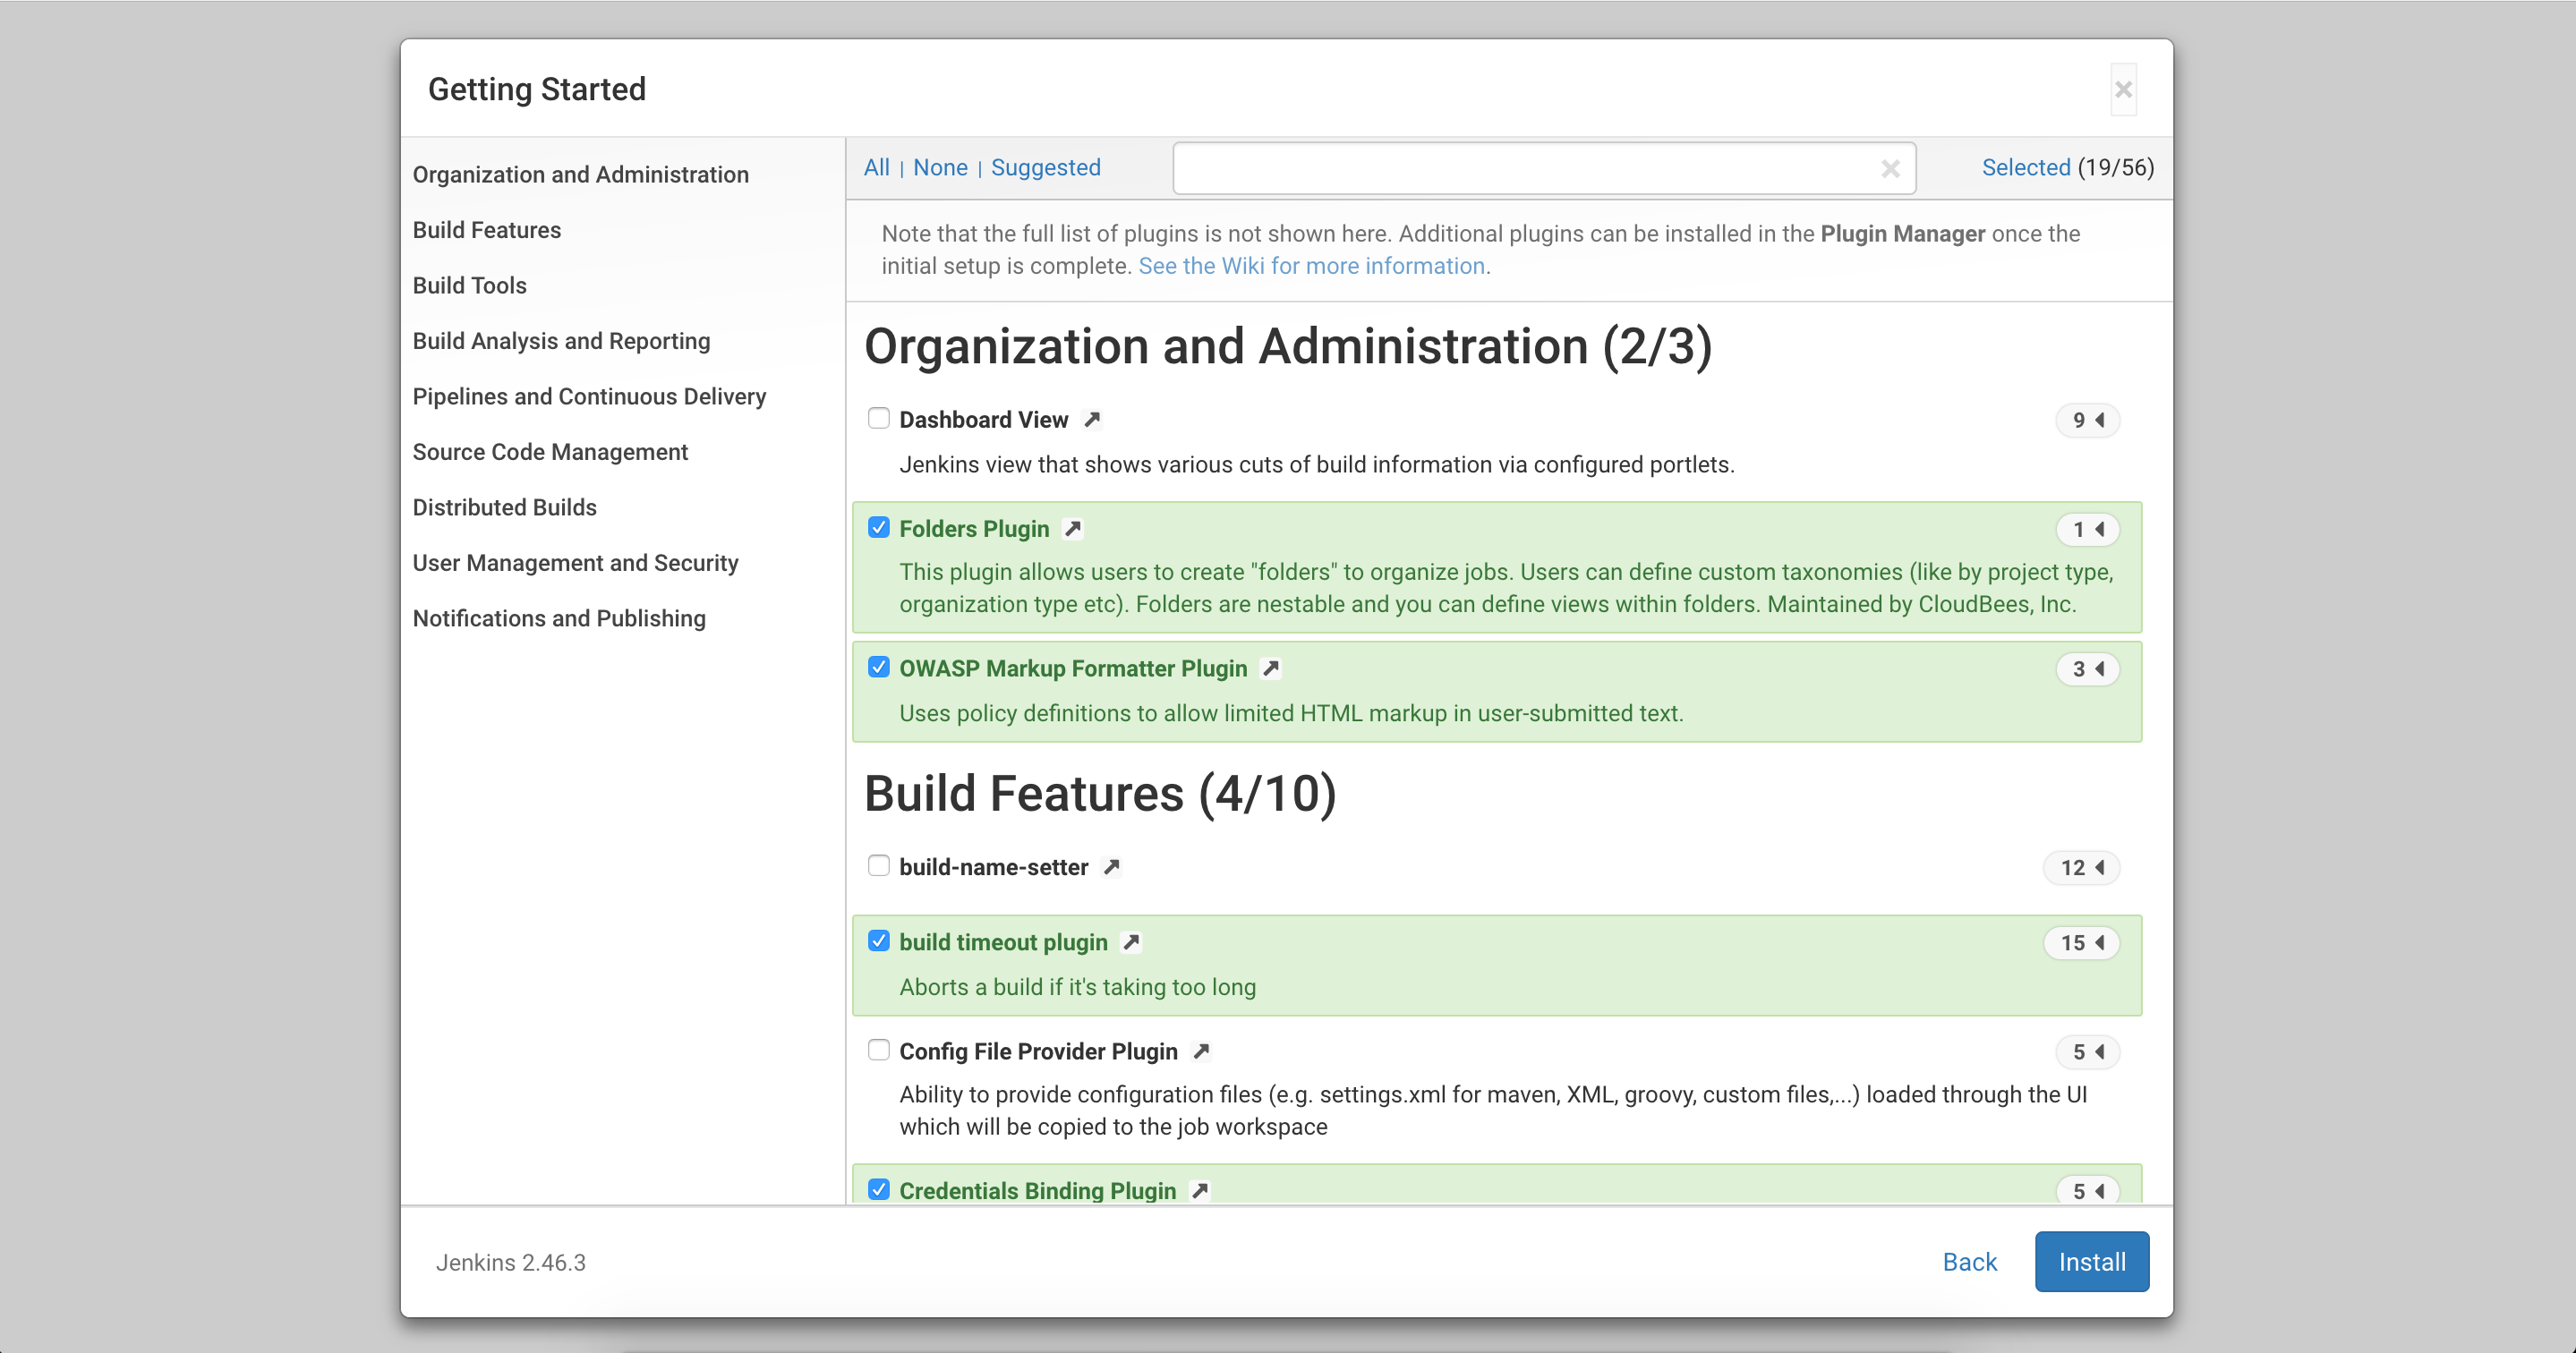 Getting Started
×
Organization and Administration
Build Features
Build Tools
Build Analysis and Reporting
Pipelines and Continuous Delivery
Source Code Management
Distributed Builds
User Management and Security
Notifications and Publishing
All | None | Suggested
×
Selected (19/56)
Note that the full list of plugins is not shown here. Additional plugins can be installed in the Plugin Manager once the
initial setup is complete. See the Wiki for more information.
Organization and Administration (2/3)
Dashboard View 9
Jenkins view that shows various cuts of build information via configured portlets.
Folders Plugin 1
This plugin allows users to create "folders" to organize jobs. Users can define custom taxonomies (like by project type,
organization type etc). Folders are nestable and you can define views within folders. Maintained by CloudBees, Inc.
OWASP Markup Formatter Plugin 3
Uses policy definitions to allow limited HTML markup in user-submitted text.
Build Features (4/10)
build-name-setter 12
build timeout plugin 15
Aborts a build if it's taking too long
Config File Provider Plugin 5
Ability to provide configuration files (e.g. settings.xml for maven, XML, groovy, custom files,...) loaded through the UI
which will be copied to the job workspace
Credentials Binding Plugin 5
Jenkins 2.46.3
Back
Install